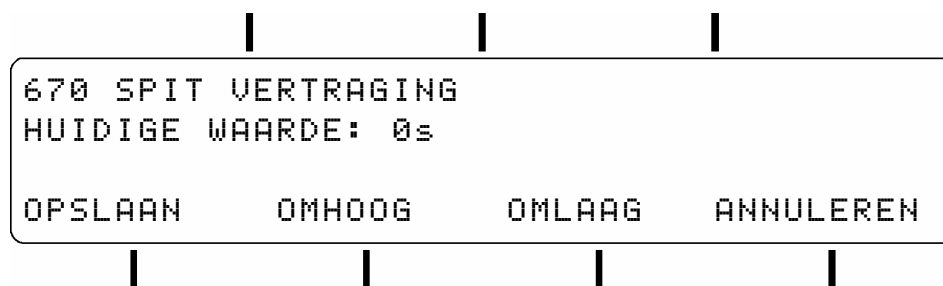 670 SPIT VERTRAGING
HUIDIGE WAARDE: 0s
OPSLAAN OMHOOG OMLAAG ANNULEREN